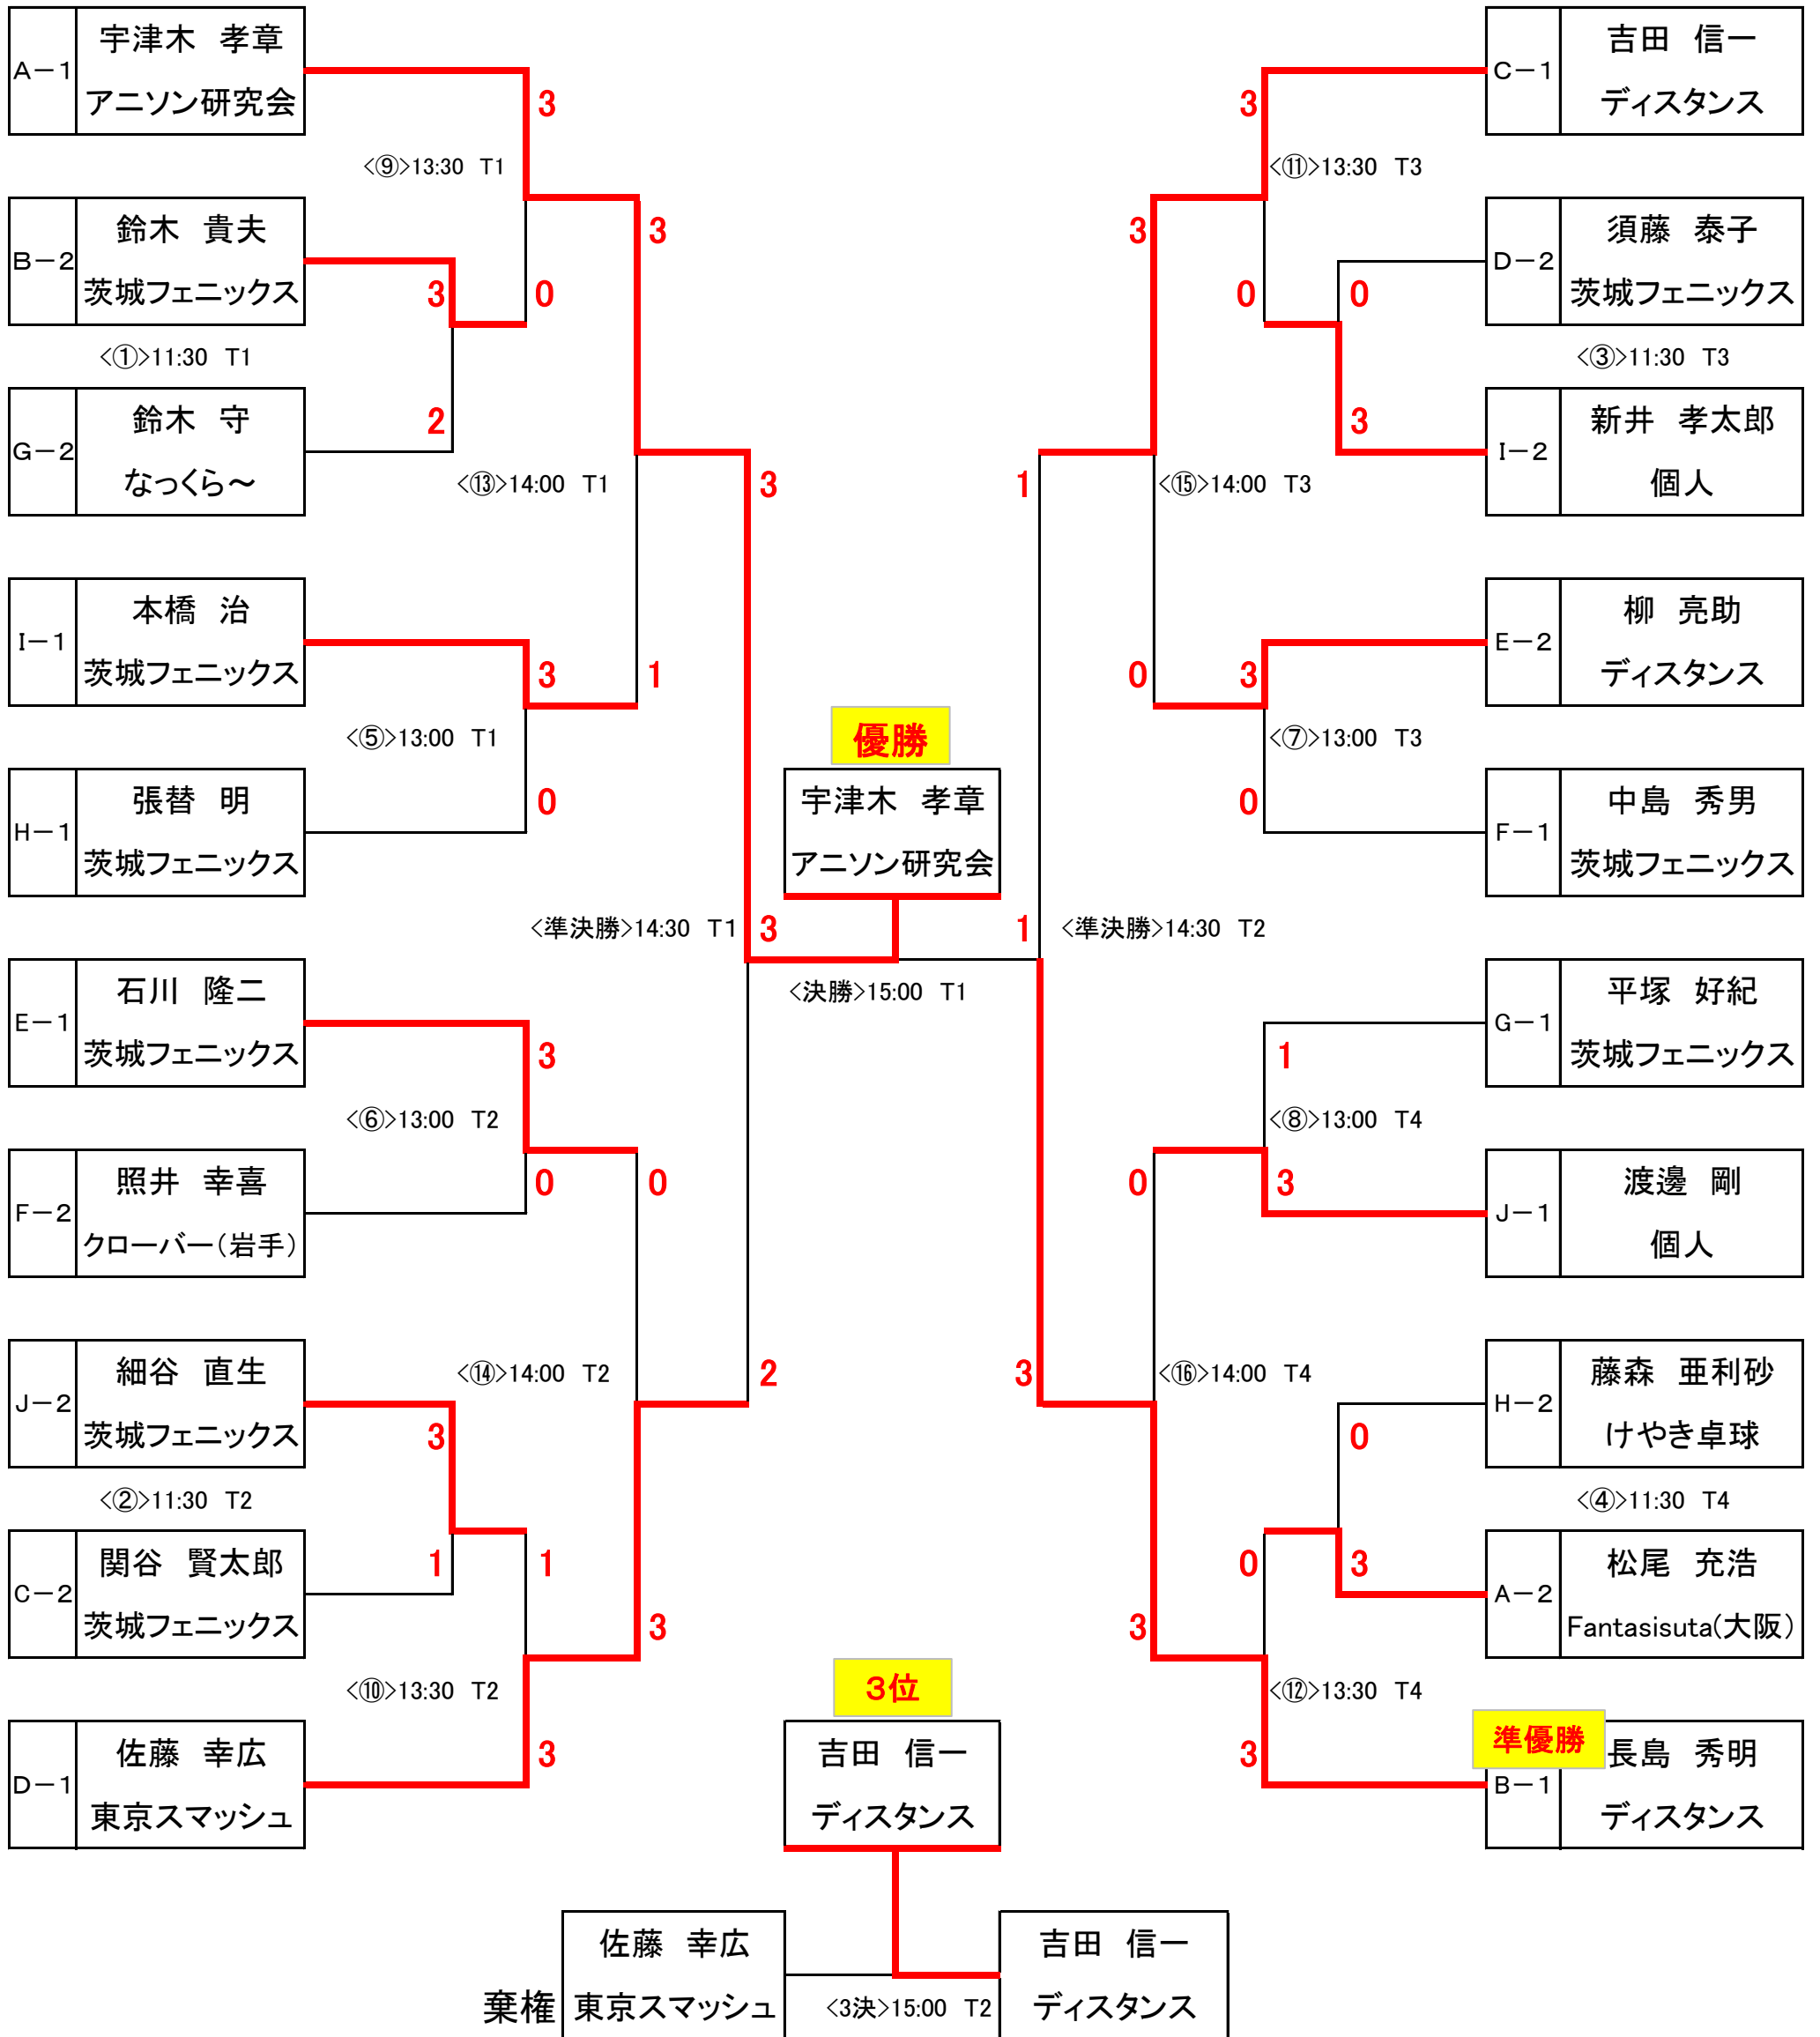 A－1
宇津木　孝章
アニソン研究会
3
<⑨>13:30　T1
B－2
鈴木　貴夫
茨城フェニックス
3
0
3
<①>11:30　T1
G－2
鈴木　守
なっくら～
2
<⑬>14:00　T1
3
I－1
本橋　治
茨城フェニックス
3
1
<⑤>13:00　T1
H－1
張替　明
茨城フェニックス
0
<準決勝>14:30　T1
3
E－1
石川　隆二
茨城フェニックス
3
<⑥>13:00　T2
F－2
照井　幸喜
クローバー（岩手）
0
0
J－2
細谷　直生
茨城フェニックス
3
<⑭>14:00　T2
2
<②>11:30　T2
C－2
関谷　賢太郎
茨城フェニックス
1
1
3
<⑩>13:30　T2
D－1
佐藤　幸広
東京スマッシュ
3
優勝
宇津木　孝章
アニソン研究会
<決勝>15:00　T1
3位
吉田　信一
ディスタンス
棄権
佐藤　幸広
東京スマッシュ
<3決>15:00　T2
吉田　信一
ディスタンス
C－1
吉田　信一
ディスタンス
3
<⑪>13:30　T3
D－2
須藤　泰子
茨城フェニックス
3
0
0
<③>11:30　T3
I－2
新井　孝太郎
個人
3
1
<⑮>14:00　T3
E－2
柳　亮助
ディスタンス
0
3
<⑦>13:00　T3
F－1
中島　秀男
茨城フェニックス
0
1
<準決勝>14:30　T2
G－1
平塚　好紀
茨城フェニックス
1
<⑧>13:00　T4
J－1
渡邊　剛
個人
0
3
H－2
藤森　亜利砂
けやき卓球
3
<⑯>14:00　T4
0
<④>11:30　T4
A－2
松尾　充浩
Fantasisuta(大阪)
0
3
3
<⑫>13:30　T4
準優勝
B－1
長島　秀明
ディスタンス
3